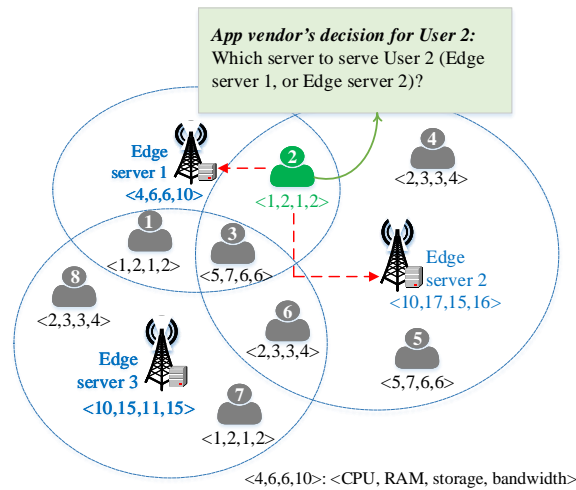 App vendor's decision for User 2:
Which server to serve User 2 (Edge
server 1, or Edge server 2)?
Edge
server 1
<4,6,6,10>
2
<1,2,1,2>
4
<2,3,3,4>
1
<1,2,1,2>
3
<5,7,6,6>
Edge
server 2
<10,17,15,16>
8
<2,3,3,4>
6
<2,3,3,4>
5
<5,7,6,6>
Edge
server 3
<10,15,11,15>
7
<1,2,1,2>
<4,6,6,10>: <CPU, RAM, storage, bandwidth>